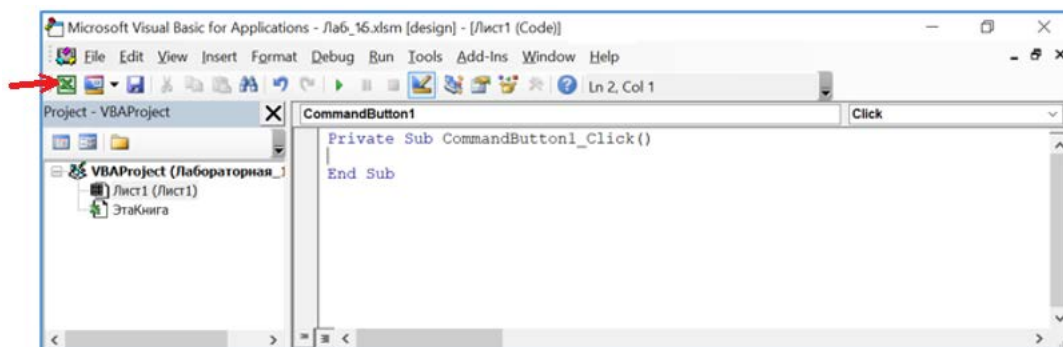 Microsoft Visual Basic for Applications - Лаб_1б.xlsm [design] - [Лист1 (Code)]
File Edit View Insert Format Debug Run Tools Add-Ins Window Help
Ln 2, Col 1
Project - VBAProject
CommandButton1
Click
Private Sub CommandButton1_Click()
VBAProject (Лабораторная_1
End Sub
Лист1 (Лист1)
ЭтаКнига